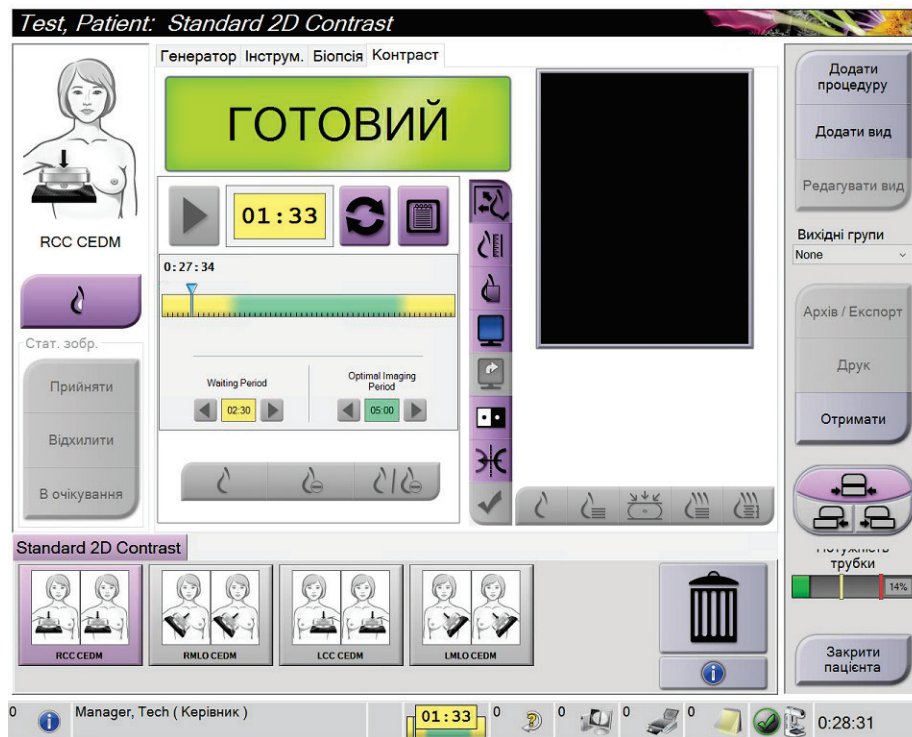 Test, Patient: Standard 2D Contrast
Генератор Інструм. Біопсія Контраст
ГОТОВИЙ
RCC CEDM
01:33
0:27:34
Waiting Period
02:30
Optimal Imaging
Period
05:00
Стат. зобр.
Прийняти
Відхилити
В очікування
Додати
процедуру
Додати вид
Редагувати вид
Вихідні групи
None
Архів / Експорт
Друк
Отримати
Потужність
трубки
14%
Закрити
пацієнта
Standard 2D Contrast
RCC CEDM
RMLO CEDM
LCC CEDM
LMLO CEDM
0
Manager, Tech ( Керівник )
01:33
0
0
0
0
0:28:31